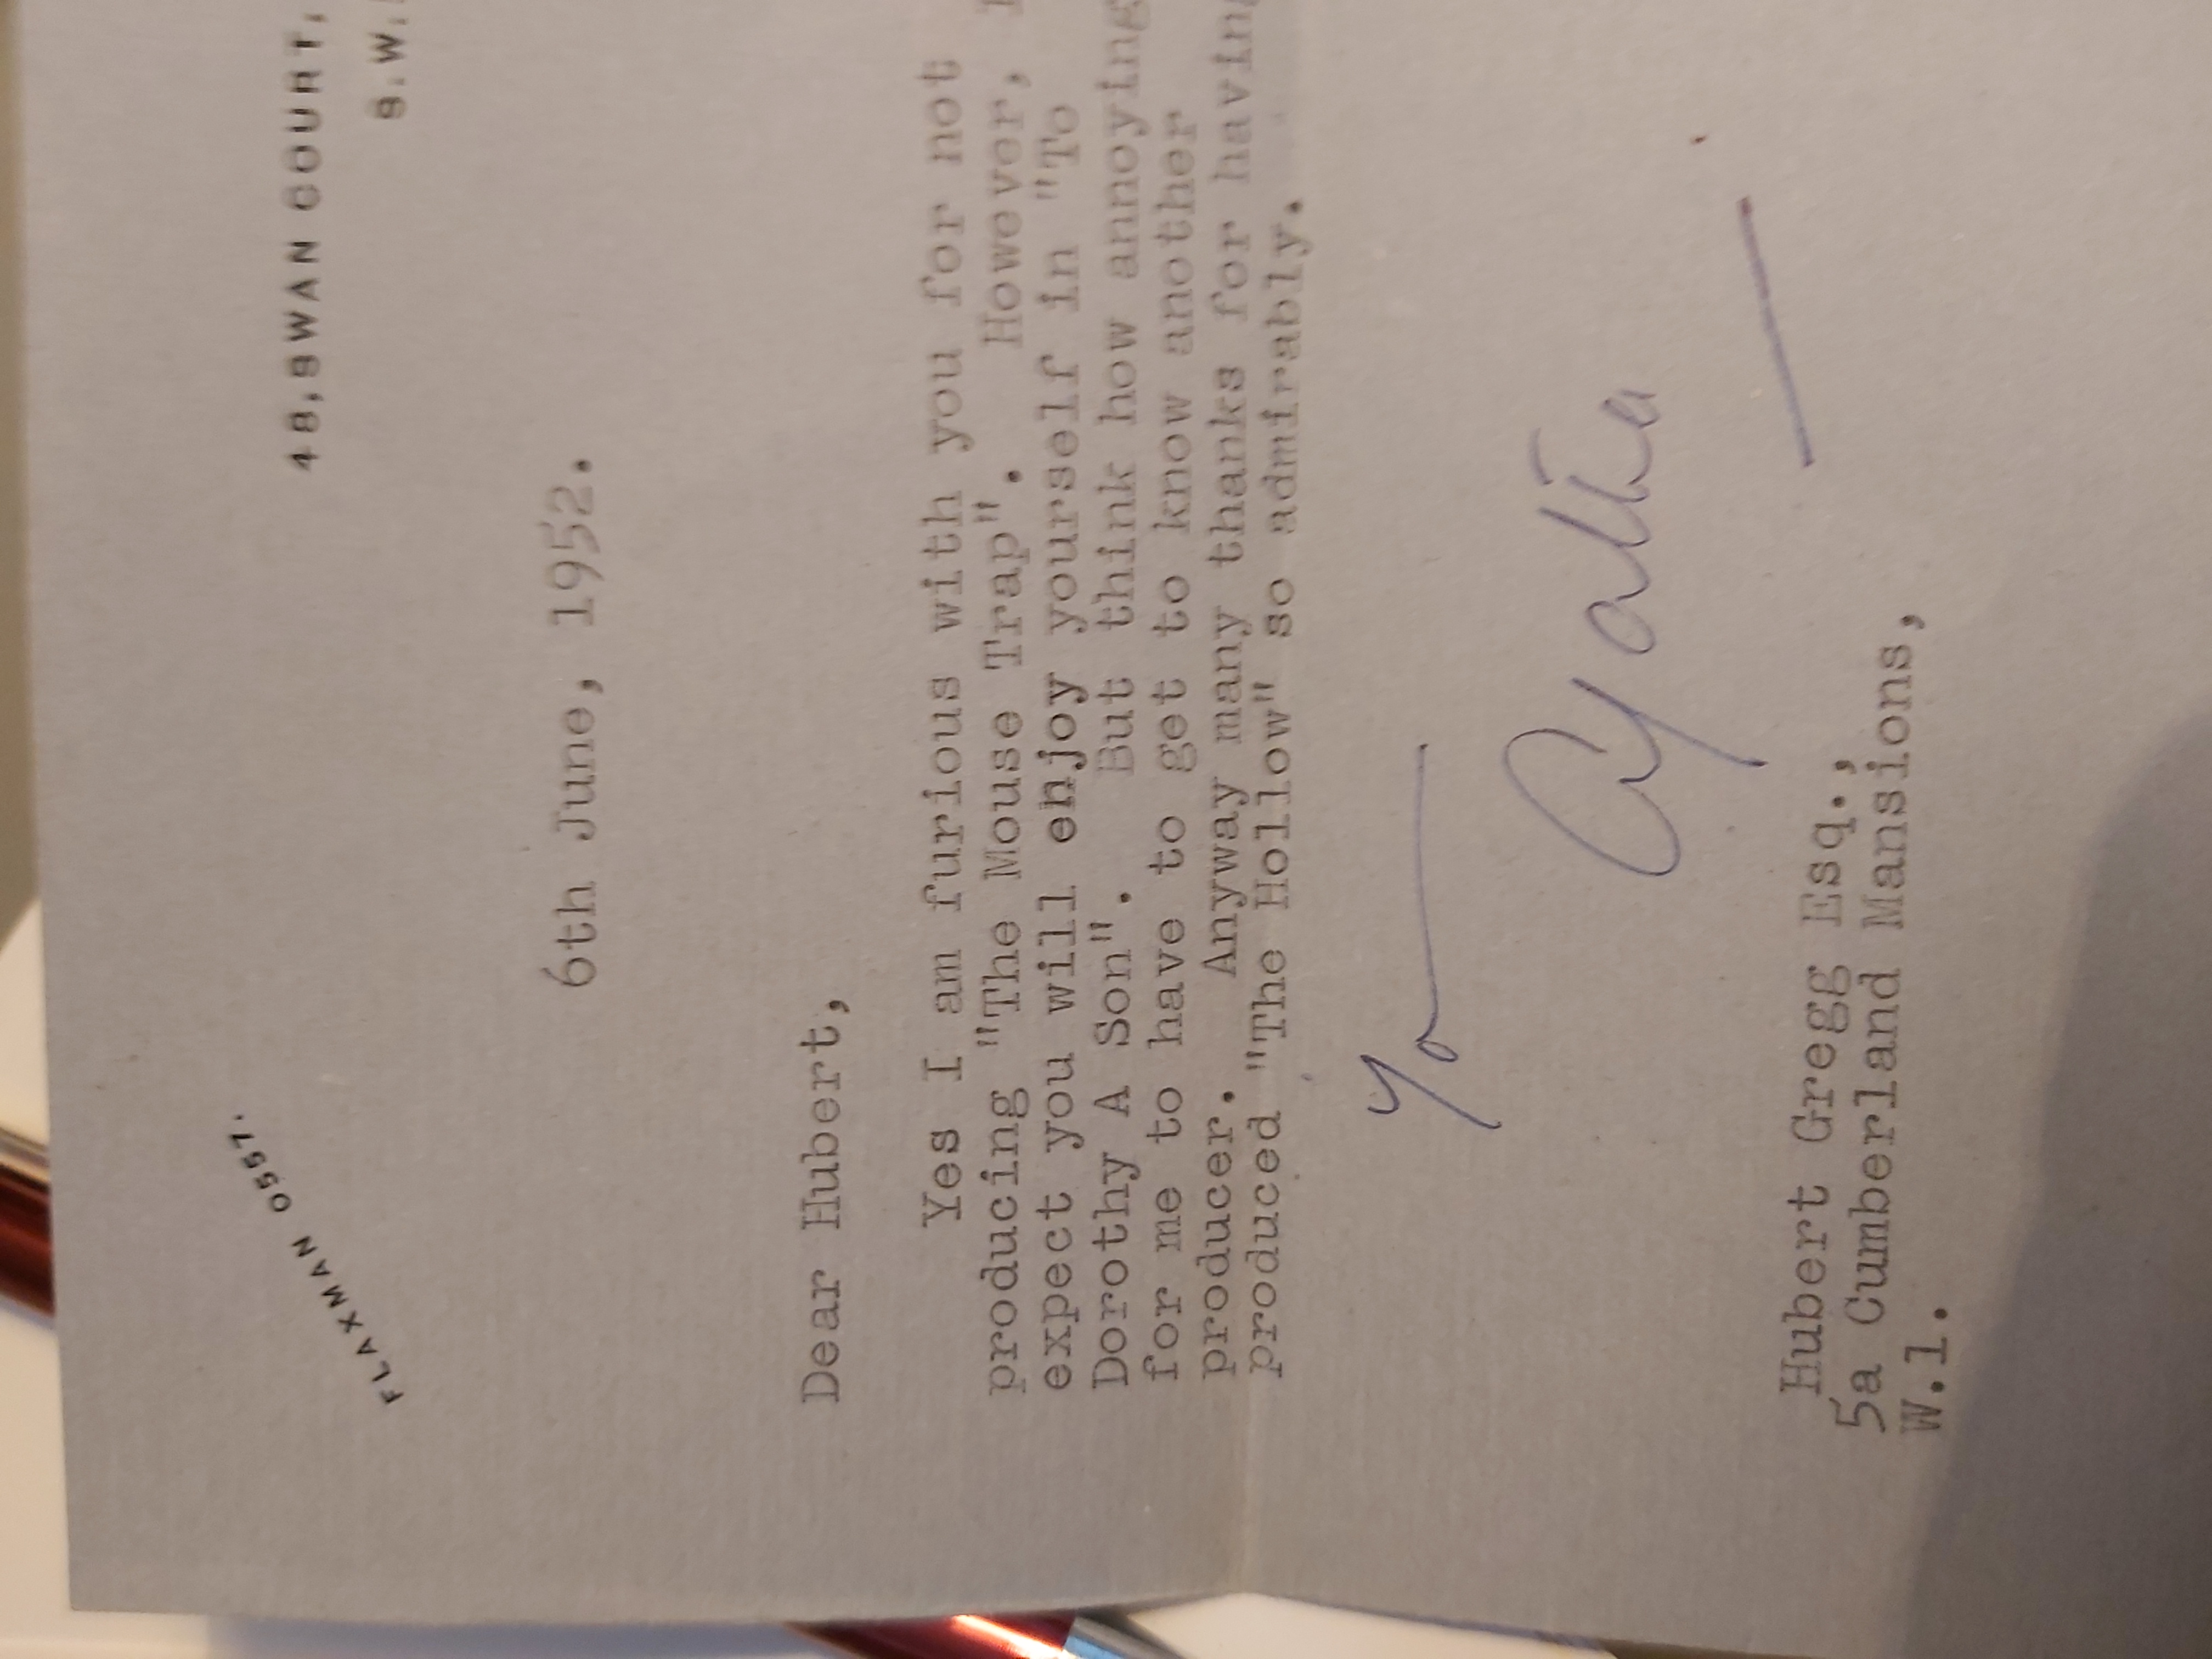 FLAXMAN 0557.
48, SWAN COURT,
S.W.
6th June, 1952.
Dear Hubert,
Yes I am furious with you for not
producing "The Mouse Trap". However, I
expect you will enjoy yourself in "To
Dorothy A Son". But think how annoying
for me to have to get to know another
producer. Anyway many thanks for having
produced "The Hollow" so admirably.
Agatha
Hubert Gregg Esq.,
5a Cumberland Mansions,
W.1.